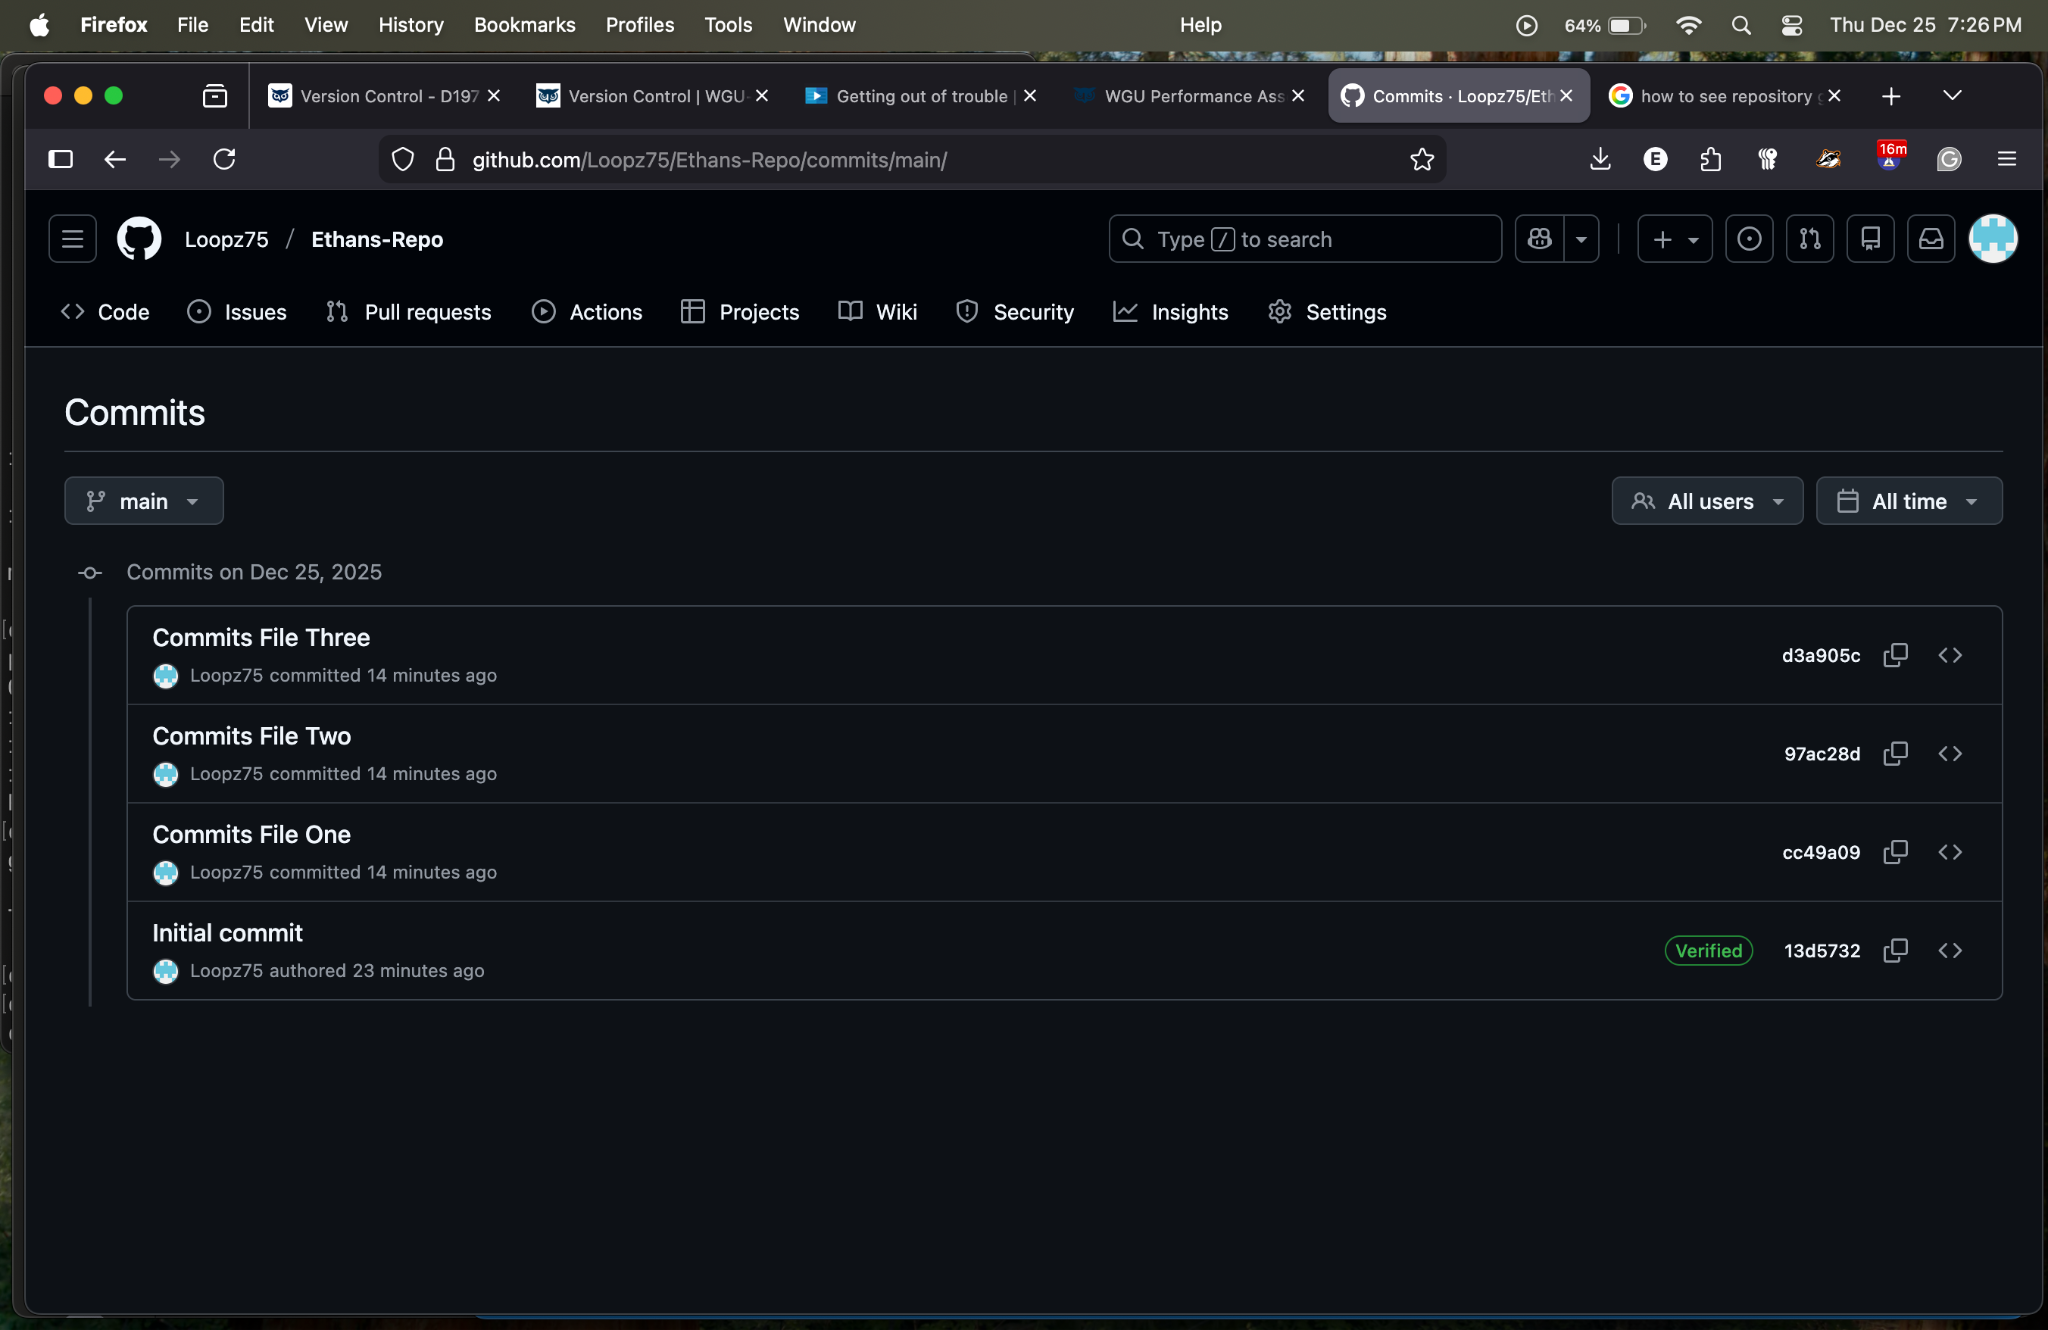 Firefox File Edit View History Bookmarks Profiles Tools Window Help 64% Thu Dec 25 7:26 PM
Version Control - D197 Version Control | WGU- Getting out of trouble | WGU Performance Ass Commits · Loopz75/Eth how to see repository
github.com/Loopz75/Ethans-Repo/commits/main/ E 16m
Loopz75 / Ethans-Repo Type / to search
Code Issues Pull requests Actions Projects Wiki Security Insights Settings
Commits
main All users All time
Commits on Dec 25, 2025
Commits File Three
Loopz75 committed 14 minutes ago d3a905c
Commits File Two
Loopz75 committed 14 minutes ago 97ac28d
Commits File One
Loopz75 committed 14 minutes ago cc49a09
Initial commit
Loopz75 authored 23 minutes ago Verified 13d5732